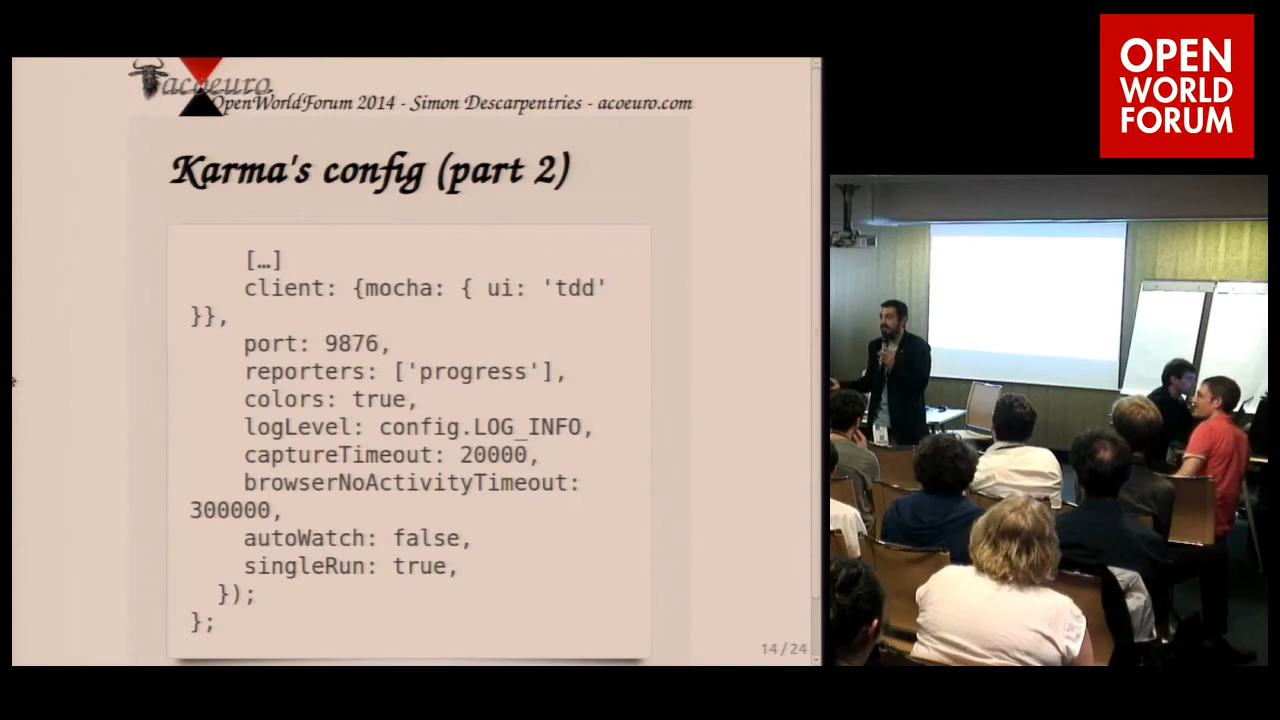 acoeuro
OpenWorldForum 2014 - Simon Descarpentries - acoeuro.com
Karma's config (part 2)
[…]
client: {mocha: { ui: 'tdd'
}},
port: 9876,
reporters: ['progress'],
colors: true,
logLevel: config.LOG_INFO,
captureTimeout: 20000,
browserNoActivityTimeout:
300000,
autoWatch: false,
singleRun: true,
});
};
14/24
OPEN
WORLD
FORUM